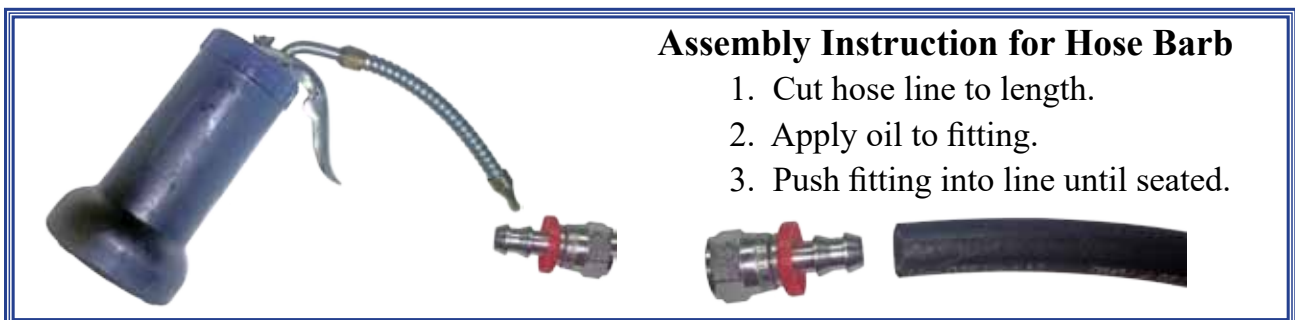 Assembly Instruction for Hose Barb
1. Cut hose line to length.
2. Apply oil to fitting.
3. Push fitting into line until seated.